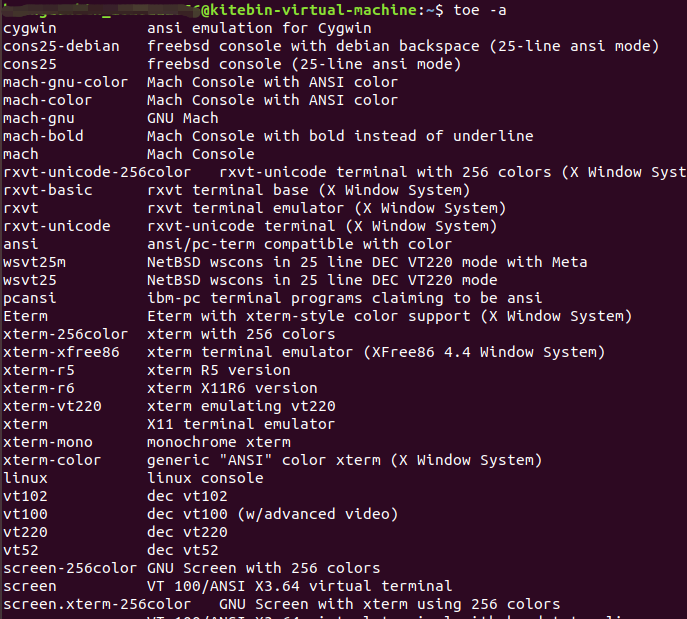 @kitebin-virtual-machine:~$ toe -a
cygwin ansi emulation for Cygwin
cons25-debian freebsd console with debian backspace (25-line ansi mode)
cons25 freebsd console (25-line ansi mode)
mach-gnu-color Mach Console with ANSI color
mach-color Mach Console with ANSI color
mach-gnu GNU Mach
mach-bold Mach Console with bold instead of underline
mach Mach Console
rxvt-unicode-256color rxvt-unicode terminal with 256 colors (X Window Syst
rxvt-basic rxvt terminal base (X Window System)
rxvt rxvt terminal emulator (X Window System)
rxvt-unicode rxvt-unicode terminal (X Window System)
ansi ansi/pc-term compatible with color
wsvt25m NetBSD wscons in 25 line DEC VT220 mode with Meta
wsvt25 NetBSD wscons in 25 line DEC VT220 mode
pcansi ibm-pc terminal programs claiming to be ansi
Eterm Eterm with xterm-style color support (X Window System)
xterm-256color xterm with 256 colors
xterm-xfree86 xterm terminal emulator (XFree86 4.4 Window System)
xterm-r5 xterm R5 version
xterm-r6 xterm X11R6 version
xterm-vt220 xterm emulating vt220
xterm X11 terminal emulator
xterm-mono monochrome xterm
xterm-color generic "ANSI" color xterm (X Window System)
linux linux console
vt102 dec vt102
vt100 dec vt100 (w/advanced video)
vt220 dec vt220
vt52 dec vt52
screen-256color GNU Screen with 256 colors
screen VT 100/ANSI X3.64 virtual terminal
screen.xterm-256color GNU Screen with xterm using 256 colors